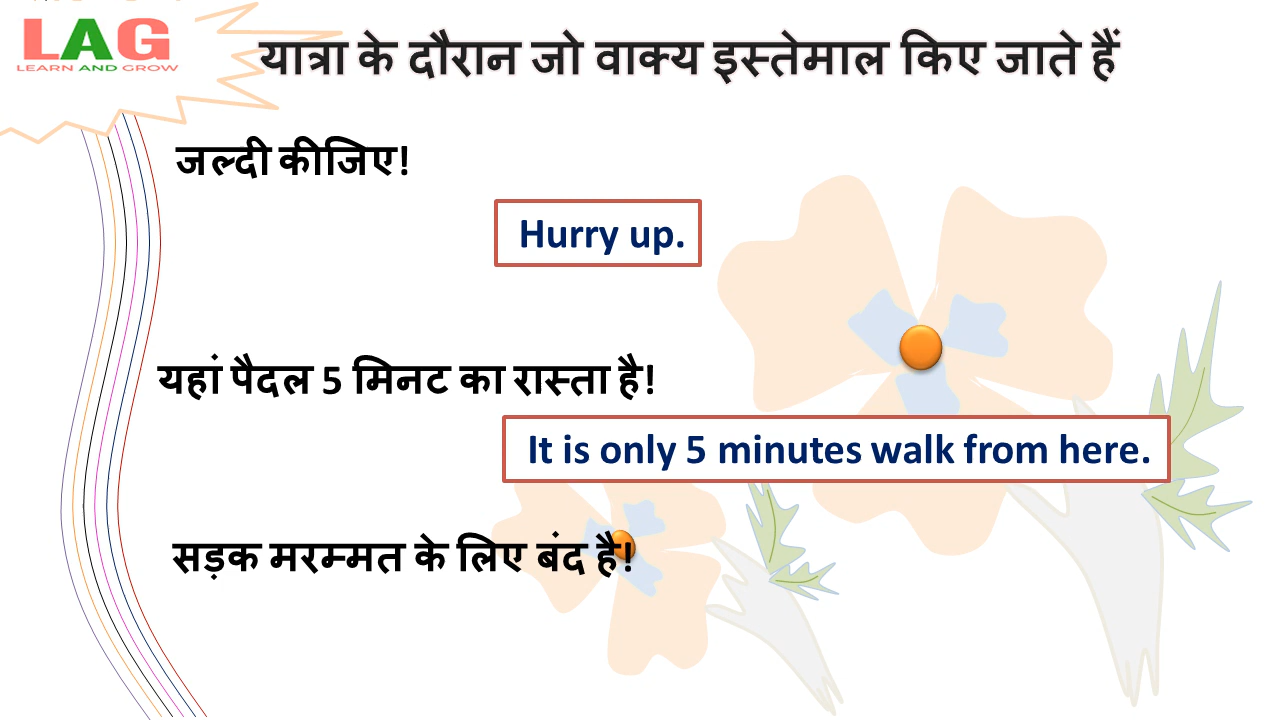 LAG
LEARN AND GROW
यात्रा के दौरान जो वाक्य इस्तेमाल किए जाते हैं
जल्दी कीजिए!
Hurry up.
यहां पैदल 5 मिनट का रास्ता है!
It is only 5 minutes walk from here.
सड़क मरम्मत के लिए बंद है!